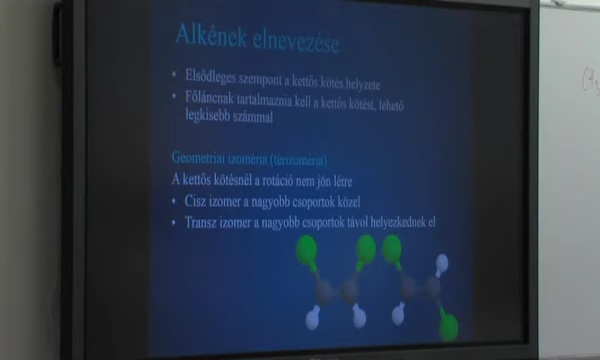 Alkének elnevezése
• Elsődleges szempont a kettős kötés helyzete
• Főláncnak tartalmaznia kell a kettős kötést, lehető
legkisebb számmal
Geometriai izoméria (térizoméria)
A kettős kötésnél a rotáció nem jön létre
• Cisz izomer a nagyobb csoportok közel
• Transz izomer a nagyobb csoportok távol helyezkednek el